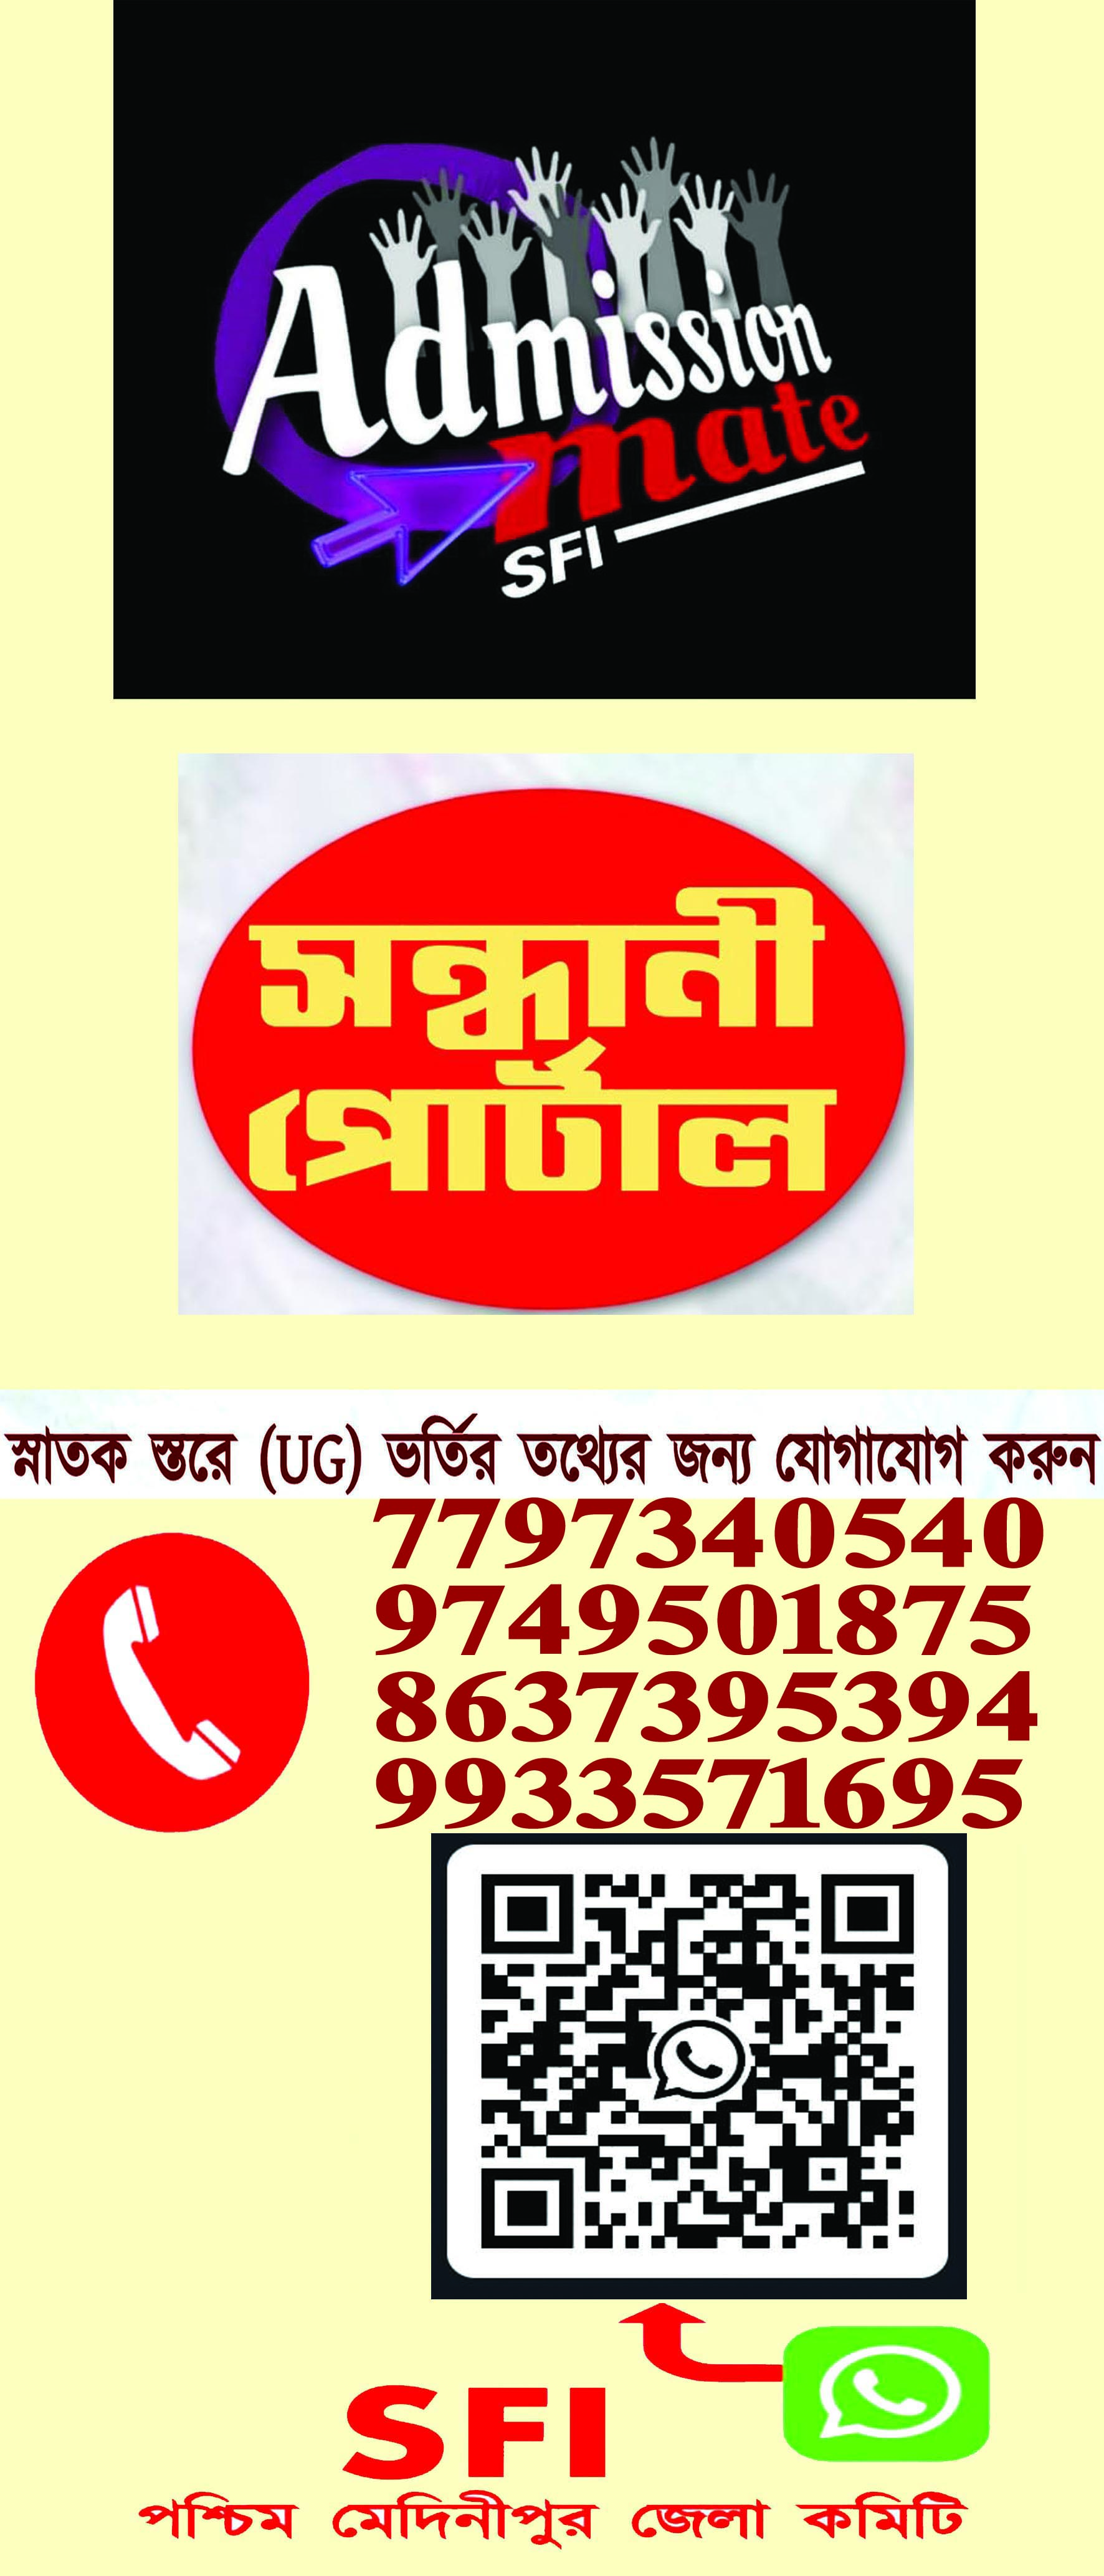 Admission
mate
SFI
সন্ধানী
পোর্টাল
স্নাতক স্তরে (UG) ভর্তির তথ্যের জন্য যোগাযোগ করুন
7797340540
9749501875
8637395394
9933571695
SFI
পশ্চিম মেদিনীপুর জেলা কমিটি